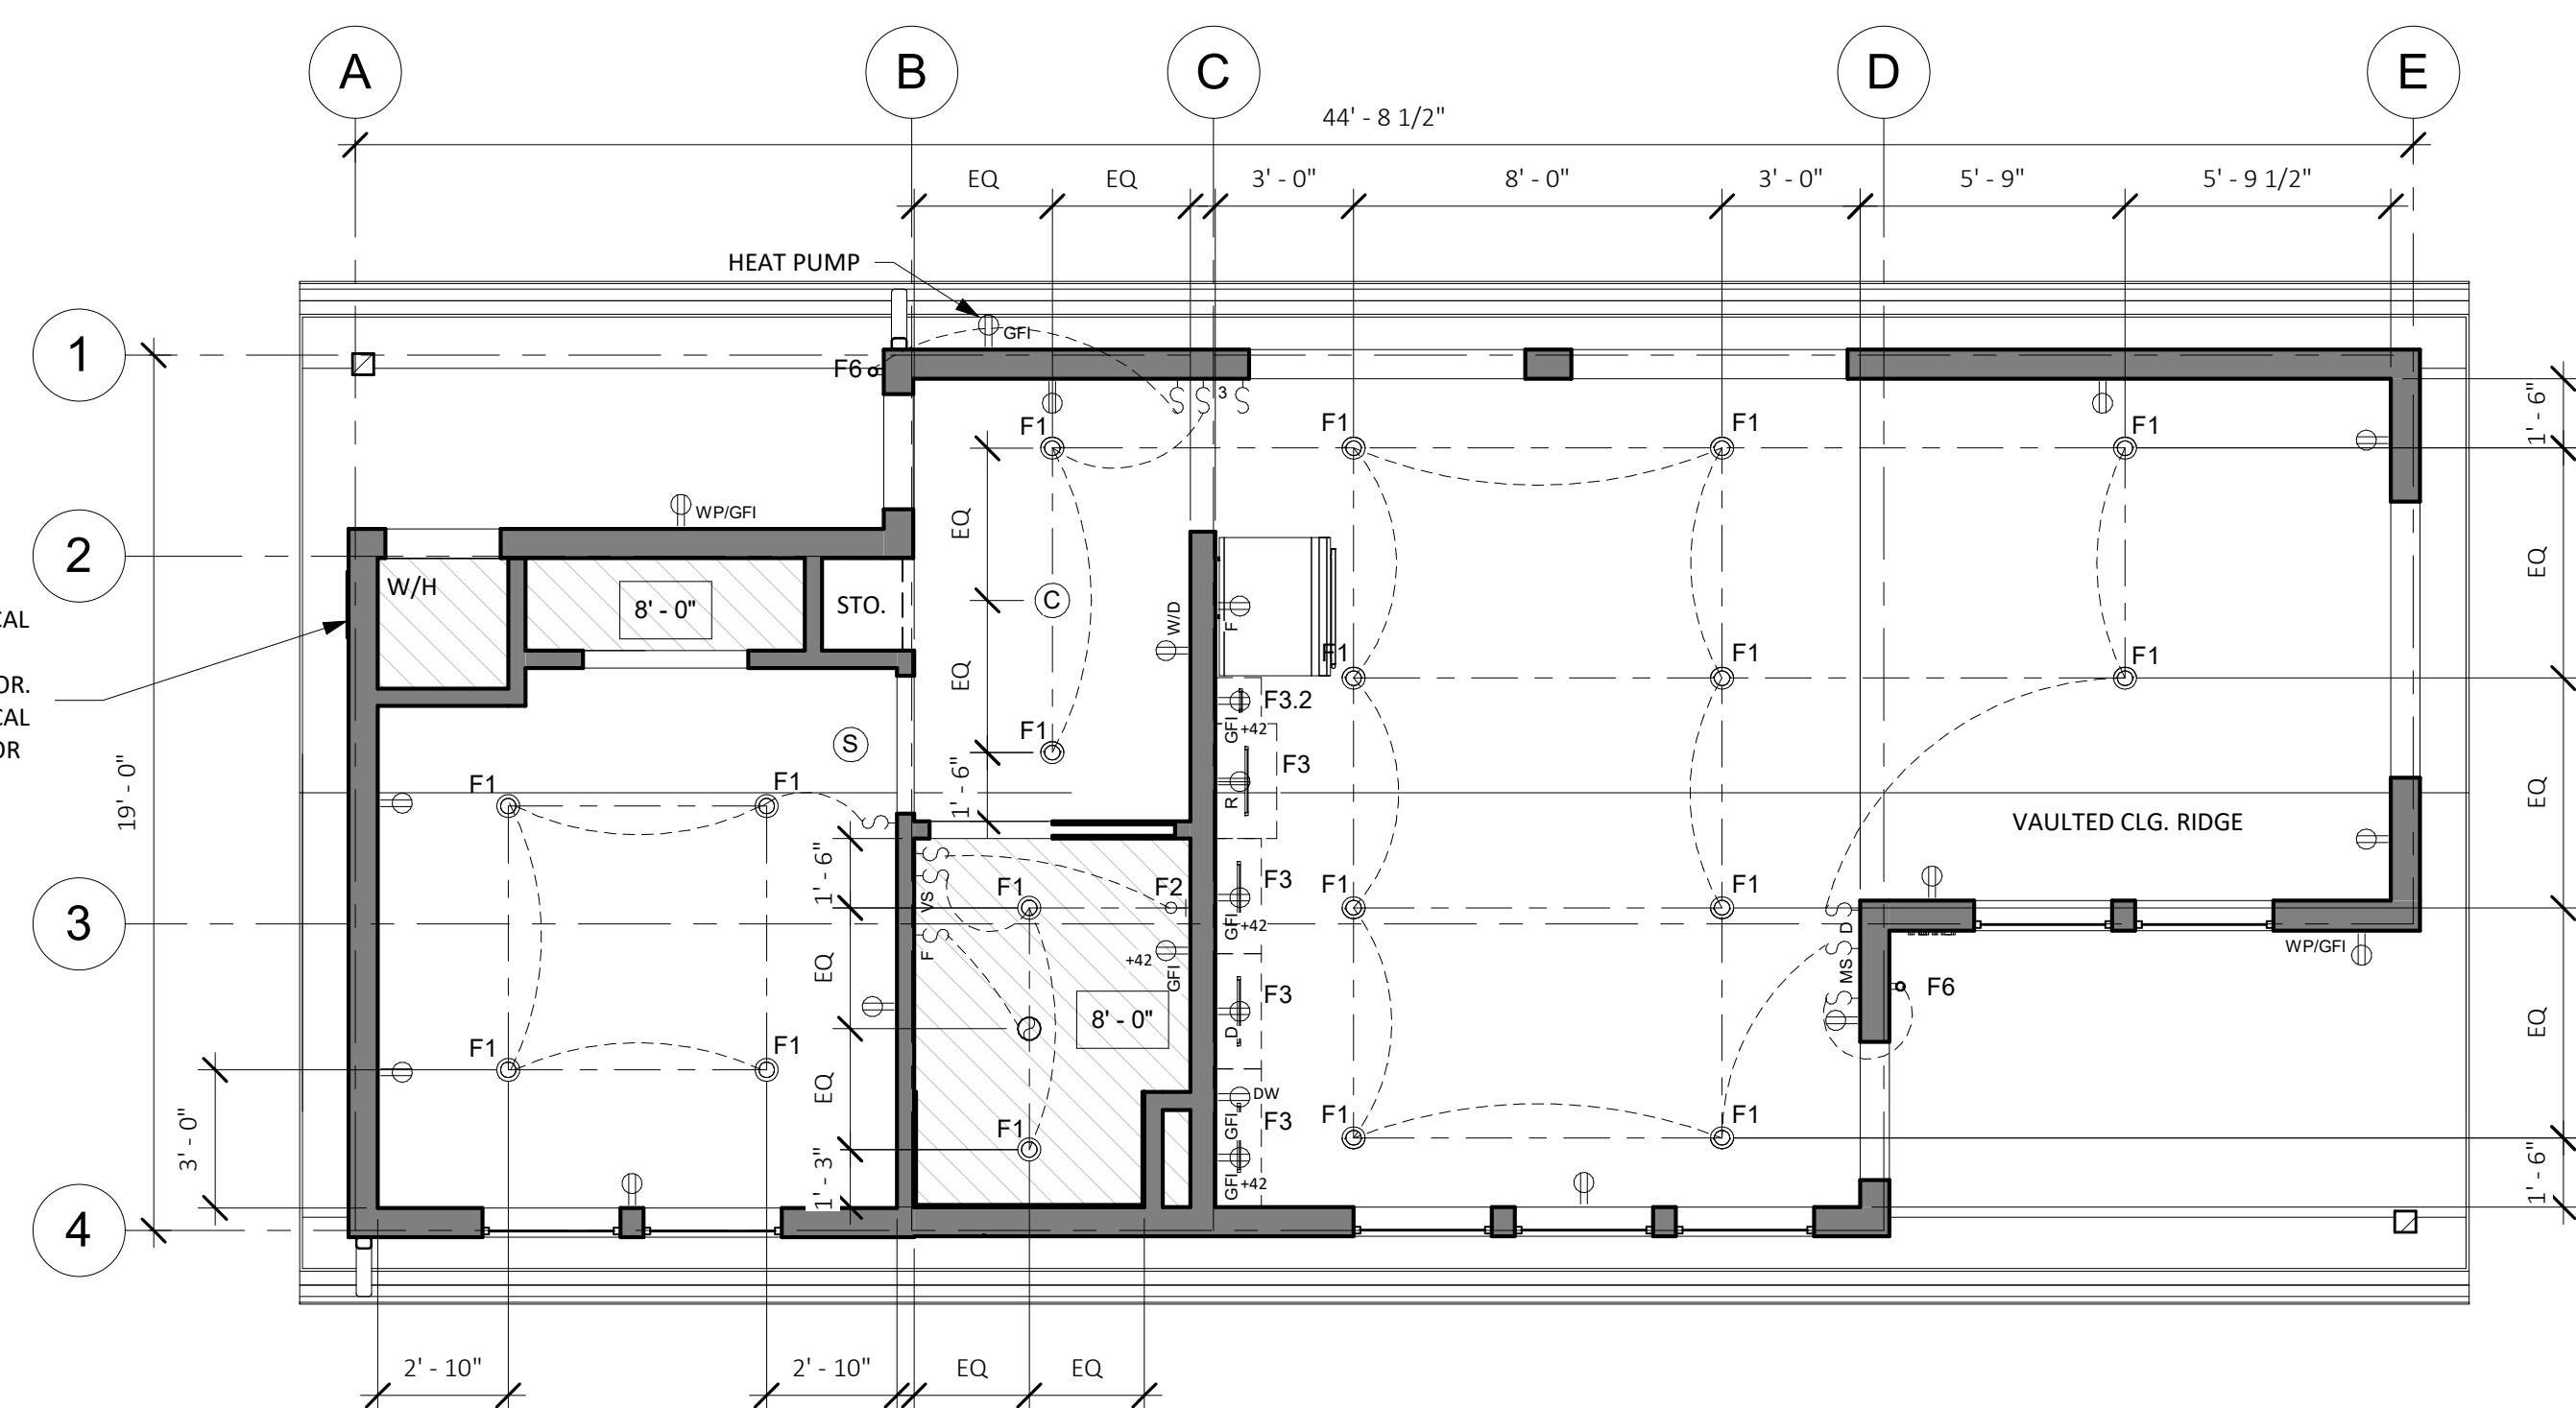 A B C D E
44' - 8 1/2"
EQ EQ 3' - 0" 8' - 0" 3' - 0" 5' - 9" 5' - 9 1/2"
HEAT PUMP
GFI
1
F6
3
1' - 6"
F1 F1 F1 F1
WP/GFI
EQ
EQ
2
W/H
8' - 0"
STO.
C
W/D
F
CAL
F1 F1 F1
OR.
CAL
OR
EQ
F3.2
GFI +42
F1
S
F3
R
19' - 0"
F1 F1
1' - 6"
EQ
VAULTED CLG. RIDGE
1' - 6"
F1 F2 F3 F1 F1
VS
GFI +42
D
3
F
+42
GFI
WP/GFI
EQ
MS
F6
F3
8' - 0"
D
EQ
F1 F1
EQ
DW
GFI
F3
F1 F1 F1
3' - 0"
1' - 3"
GFI +42
1' - 6"
4
2' - 10" 2' - 10" EQ EQ